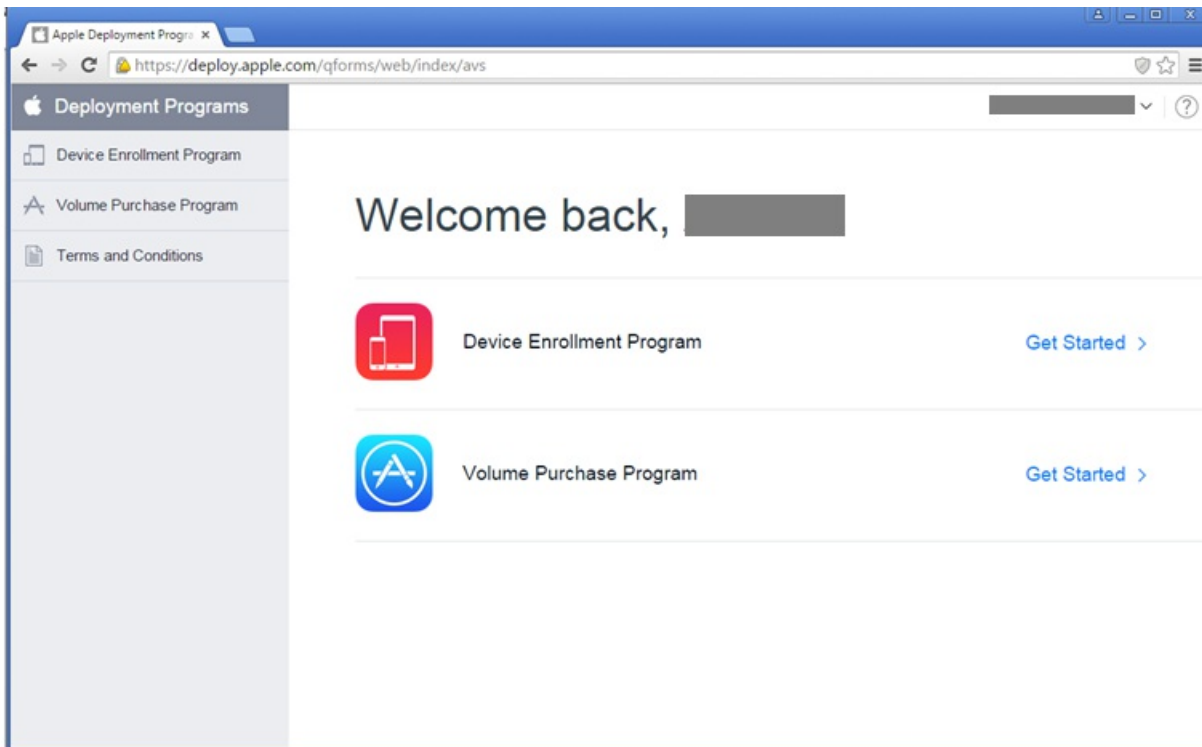 Apple Deployment Progra
https://deploy.apple.com/qforms/web/index/avs
Deployment Programs
Device Enrollment Program
Volume Purchase Program
Terms and Conditions
Welcome back,
Device Enrollment Program Get Started >
Volume Purchase Program Get Started >